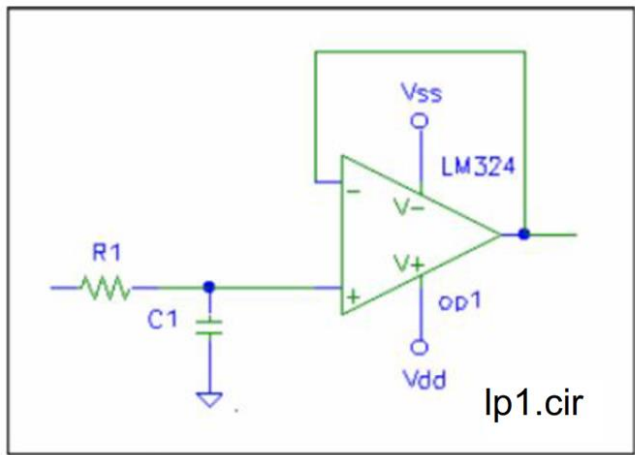 Vss
LM324
-
V-
R1
V+
+
op1
C1
Vdd
lp1.cir